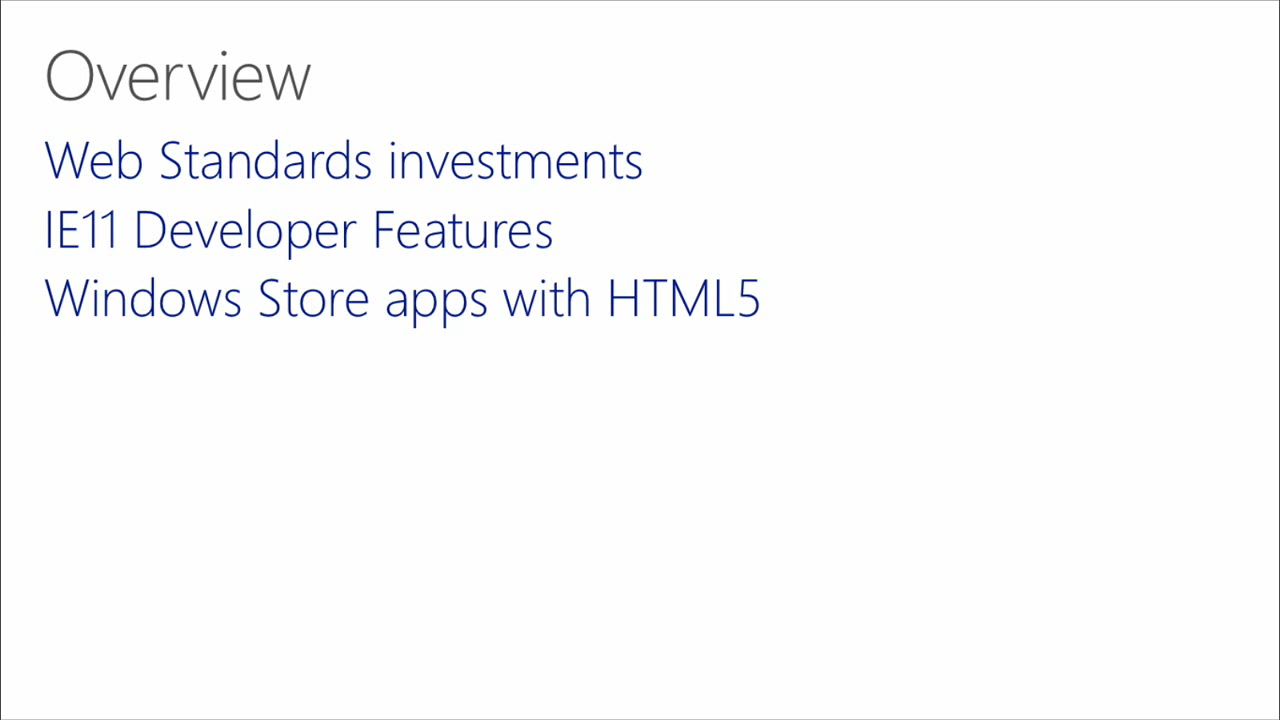 Overview
Web Standards investments
IE11 Developer Features
Windows Store apps with HTML5